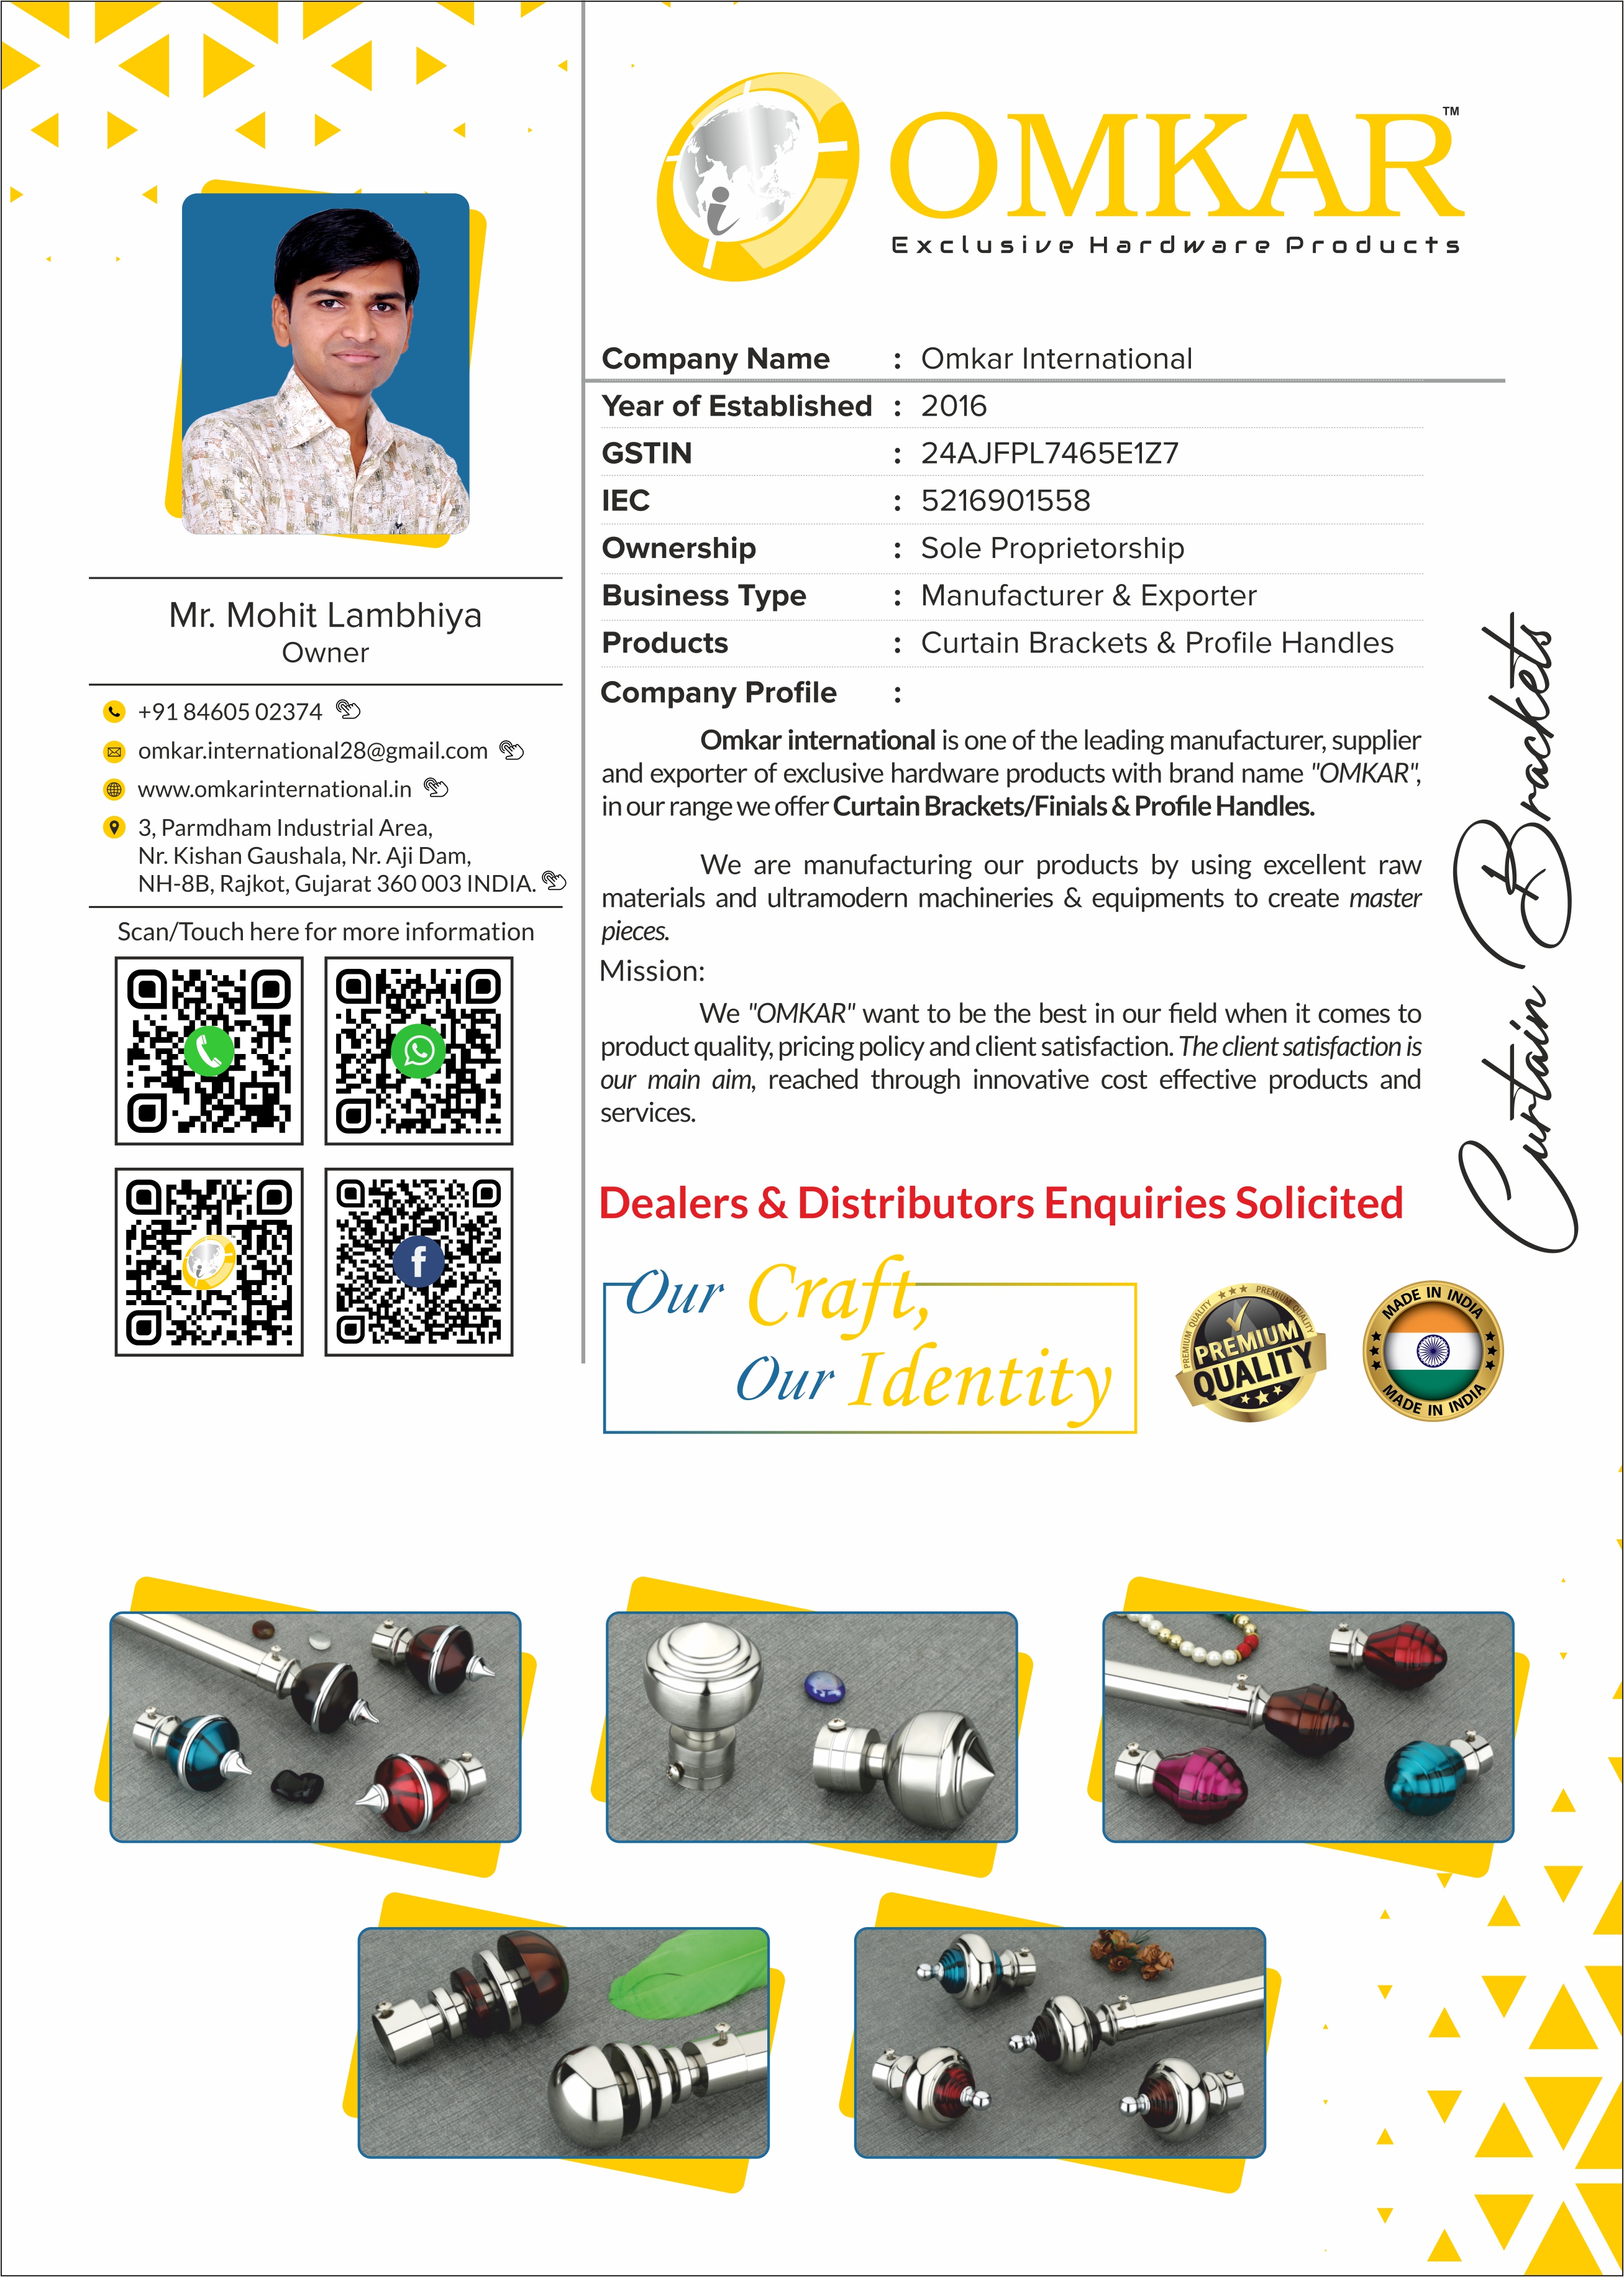 OMKAR™
Exclusive Hardware Products
Mr. Mohit Lambhiya
Owner
+91 84605 02374
omkar.international28@gmail.com
www.omkarinternational.in
3, Parmdham Industrial Area,
Nr. Kishan Gaushala, Nr. Aji Dam,
NH-8B, Rajkot, Gujarat 360 003 INDIA.
Scan/Touch here for more information
f
Company Name : Omkar International
Year of Established : 2016
GSTIN : 24AJFPL7465E1Z7
IEC : 5216901558
Ownership : Sole Proprietorship
Business Type : Manufacturer & Exporter
Products : Curtain Brackets & Profile Handles
Company Profile :
Omkar international is one of the leading manufacturer, supplier
and exporter of exclusive hardware products with brand name "OMKAR",
in our range we offer Curtain Brackets/Finials & Profile Handles.
We are manufacturing our products by using excellent raw
materials and ultramodern machineries & equipments to create master
pieces.
Mission:
We "OMKAR" want to be the best in our field when it comes to
product quality, pricing policy and client satisfaction. The client satisfaction is
our main aim, reached through innovative cost effective products and
services.
Dealers & Distributors Enquiries Solicited
Our Craft,
Our Identity
PREMIUM QUALITY PREMIUM QUALITY
PREMIUM
QUALITY
MADE IN INDIA
MADE IN INDIA
Curtain Brackets